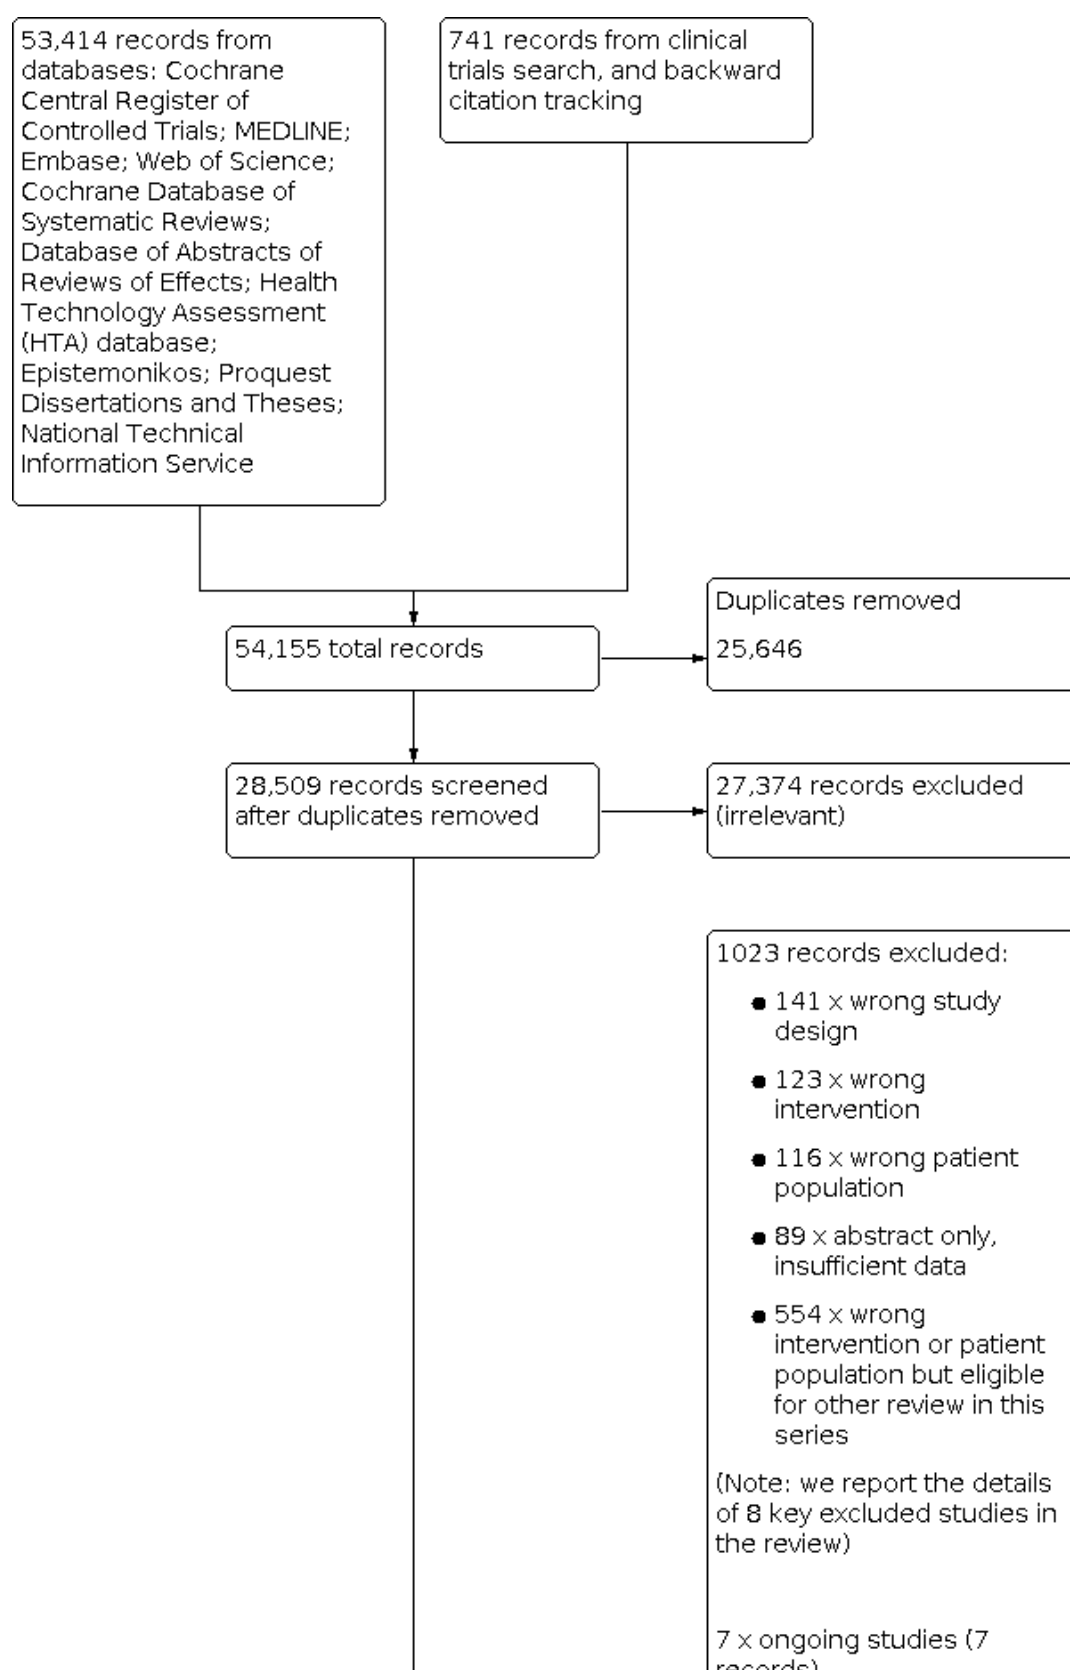 53,414 records from
databases: Cochrane
Central Register of
Controlled Trials; MEDLINE;
Embase; Web of Science;
Cochrane Database of
Systematic Reviews;
Database of Abstracts of
Reviews of Effects; Health
Technology Assessment
(HTA) database;
Epistemonikos; Proquest
Dissertations and Theses;
National Technical
Information Service
741 records from clinical
trials search, and backward
citation tracking
54,155 total records
Duplicates removed
25,646
28,509 records screened
after duplicates removed
27,374 records excluded
(irrelevant)
1023 records excluded:
● 141 x wrong study
design
● 123 x wrong
intervention
● 116 x wrong patient
population
● 89 x abstract only,
insufficient data
● 554 x wrong
intervention or patient
population but eligible
for other review in this
series
(Note: we report the details
of 8 key excluded studies in
the review)
7 x ongoing studies (7
records)